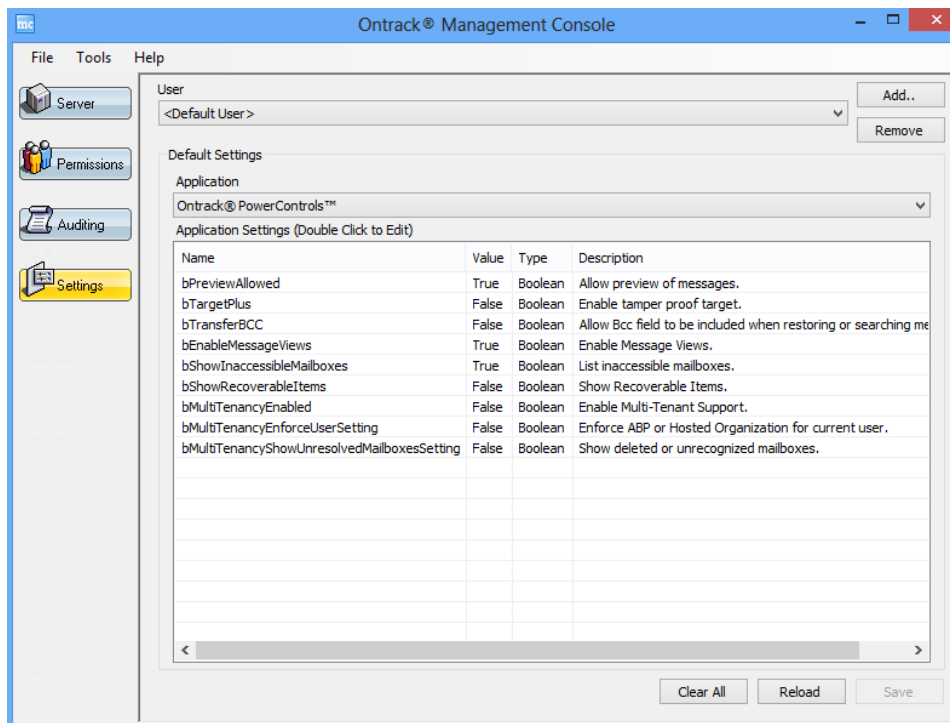 mc
Ontrack® Management Console
File Tools Help
Server
Permissions
Auditing
Settings
User
<Default User>
Add..
Remove
Default Settings
Application
Ontrack® PowerControls™
Application Settings (Double Click to Edit)
Name Value Type Description
bPreviewAllowed True Boolean Allow preview of messages.
bTargetPlus False Boolean Enable tamper proof target.
bTransferBCC False Boolean Allow Bcc field to be included when restoring or searching me
bEnableMessageViews True Boolean Enable Message Views.
bShowInaccessibleMailboxes True Boolean List inaccessible mailboxes.
bShowRecoverableItems False Boolean Show Recoverable Items.
bMultiTenancyEnabled False Boolean Enable Multi-Tenant Support.
bMultiTenancyEnforceUserSetting False Boolean Enforce ABP or Hosted Organization for current user.
bMultiTenancyShowUnresolvedMailboxesSetting False Boolean Show deleted or unrecognized mailboxes.
Clear All Reload Save